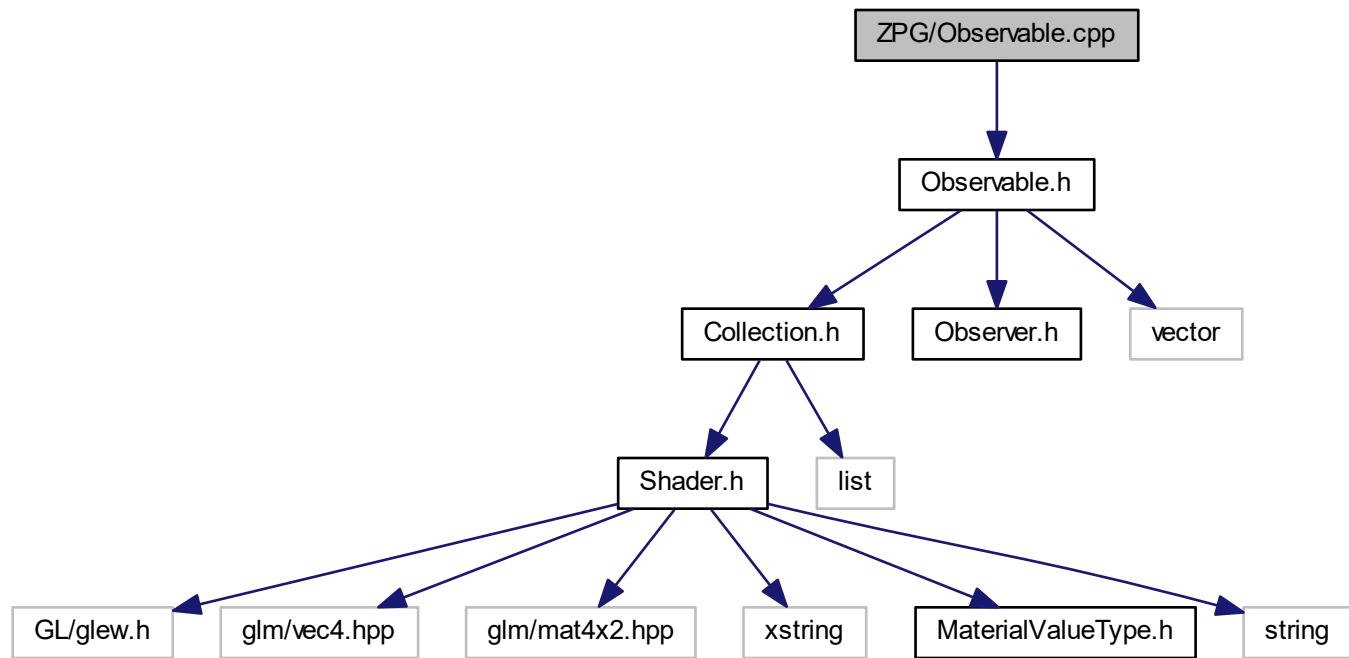 ZPG/Observable.cpp
Observable.h
Collection.h
Observer.h
vector
Shader.h
list
GL/glew.h
glm/vec4.hpp
glm/mat4x2.hpp
xstring
MaterialValueType.h
string